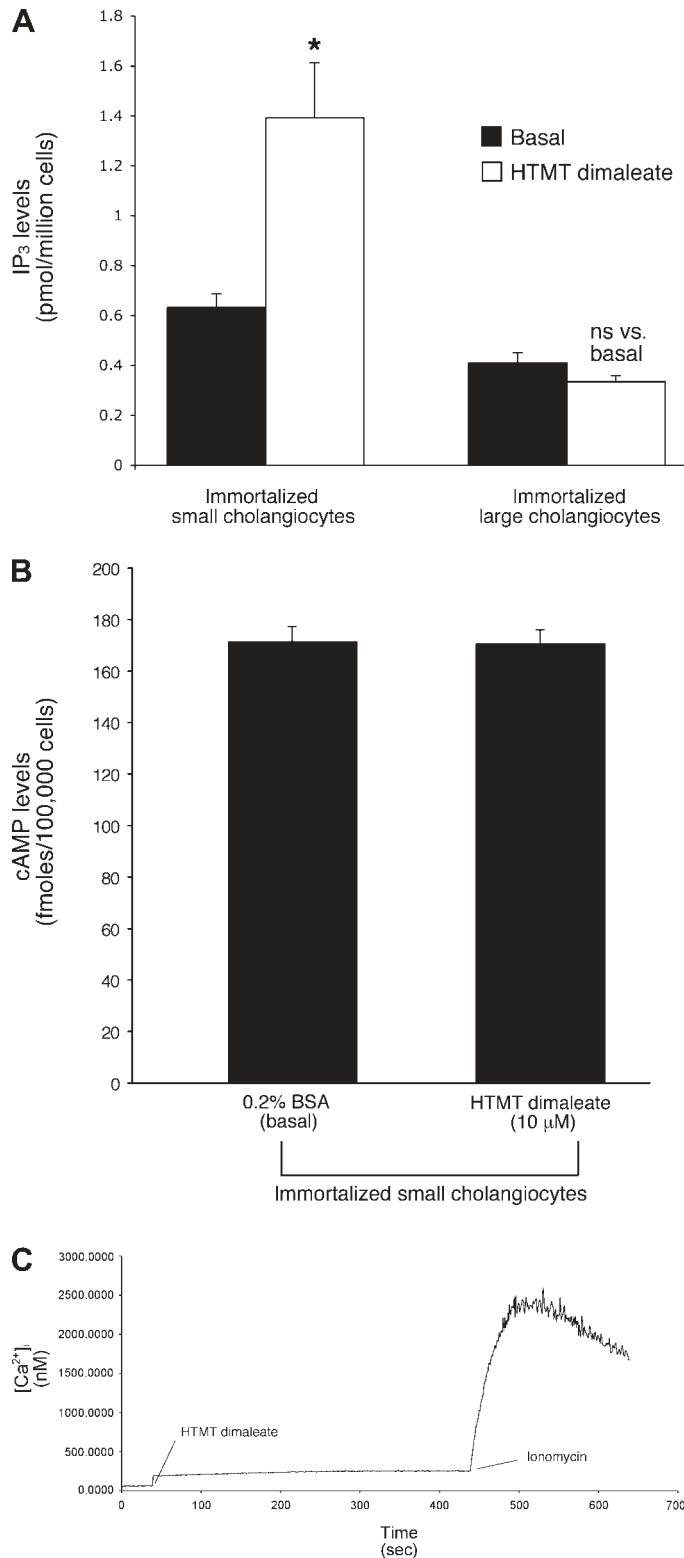 A
1.8
1.6
1.4
1.2
1
0.8
0.6
0.4
0.2
0
IP3 levels
(pmol/million cells)
*
Basal
HTMT dimaleate
ns vs.
basal
Immortalized
small cholangiocytes
Immortalized
large cholangiocytes
B
200
180
160
140
120
100
80
60
40
20
0
cAMP levels
(fmoles/100,000 cells)
0.2% BSA
(basal)
HTMT dimaleate
(10 μM)
Immortalized small cholangiocytes
C
3000.0000
2500.0000
2000.0000
1500.0000
1000.0000
500.0000
0.0000
[Ca2+]i
(nM)
HTMT dimaleate
Ionomycin
0 100 200 300 400 500 600 700
Time
(sec)